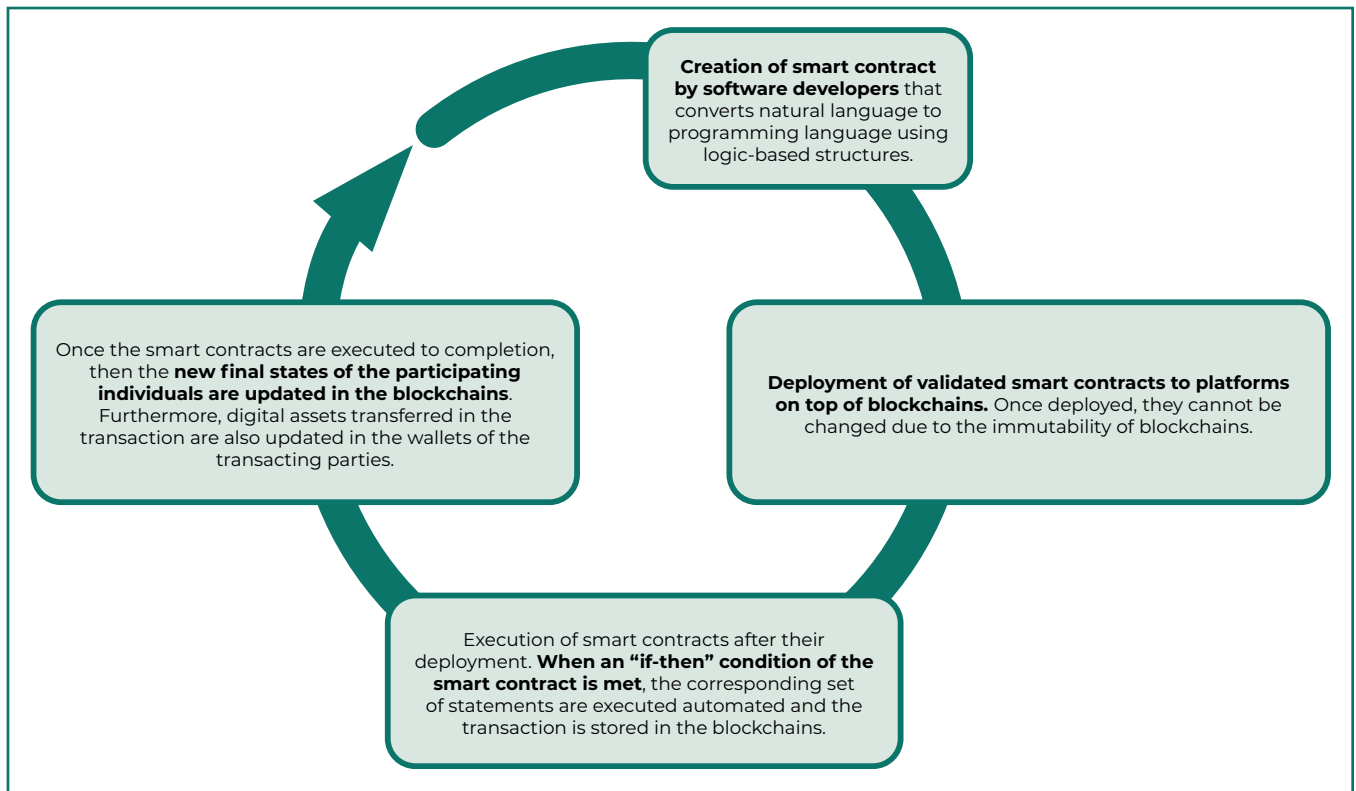 Creation of smart contract
by software developers that
converts natural language to
programming language using
logic-based structures.
Deployment of validated smart contracts to platforms
on top of blockchains. Once deployed, they cannot be
changed due to the immutability of blockchains.
Execution of smart contracts after their
deployment. When an “if-then” condition of the
smart contract is met, the corresponding set
of statements are executed automated and the
transaction is stored in the blockchains.
Once the smart contracts are executed to completion,
then the new final states of the participating
individuals are updated in the blockchains.
Furthermore, digital assets transferred in the
transaction are also updated in the wallets of the
transacting parties.